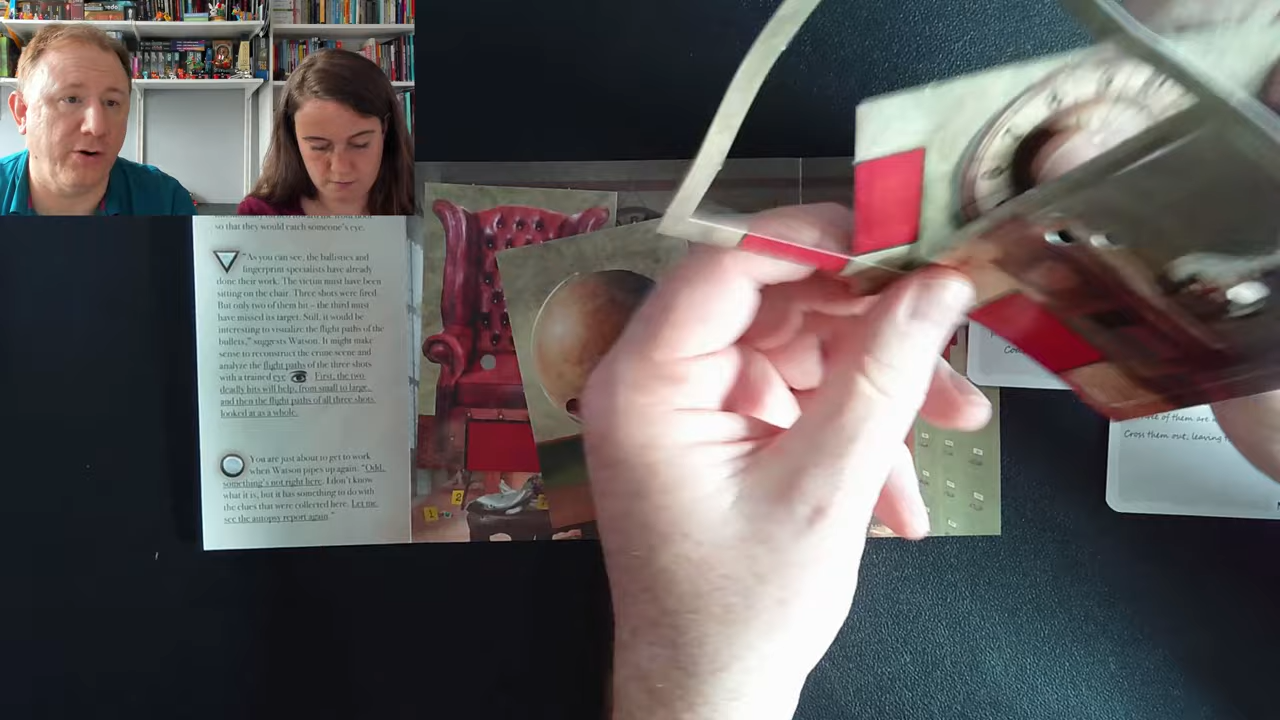 so that they would catch someone's eye.
"As you can see, the ballistics and
fingerprint specialists have already
done their work. The victim must have been
sitting on the chair. Three shots were fired.
But only two of them hit – the third must
have missed its target. Still, it would be
interesting to visualize the flight paths of the
bullets," suggests Watson. It might make
sense to reconstruct the crime scene and
analyze the flight paths of the three shots
with a trained eye. First, the two
deadly hits will help, from small to large,
and then the flight paths of all three shots
looked at as a whole.
You are just about to get to work
when Watson pipes up again: "Odd,
something's not right here. I don't know
what it is, but it has something to do with
the clues that were collected here. Let me
see the autopsy report again."
1
2
of them are
Cross them out, leaving